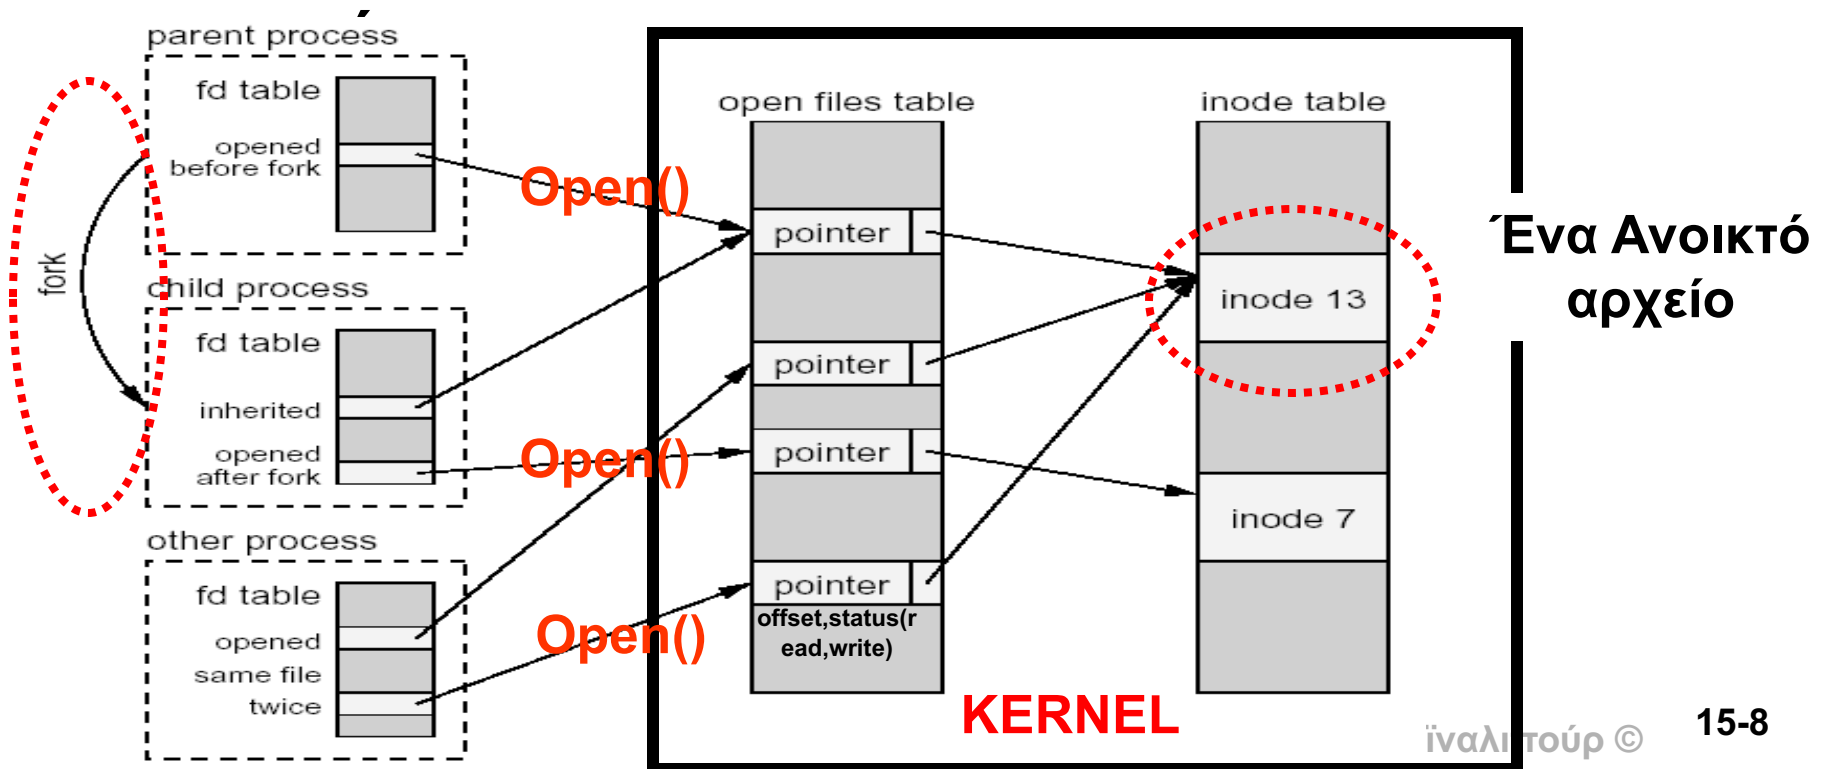 parent process
fd table
opened
before fork
fork
child process
fd table
inherited
opened
after fork
other process
fd table
opened
same file
twice
Open()
Open()
Open()
open files table
pointer
pointer
pointer
pointer
offset,status(r
ead,write)
inode table
inode 13
inode 7
KERNEL
Ένα Ανοικτό
αρχείο
15-8